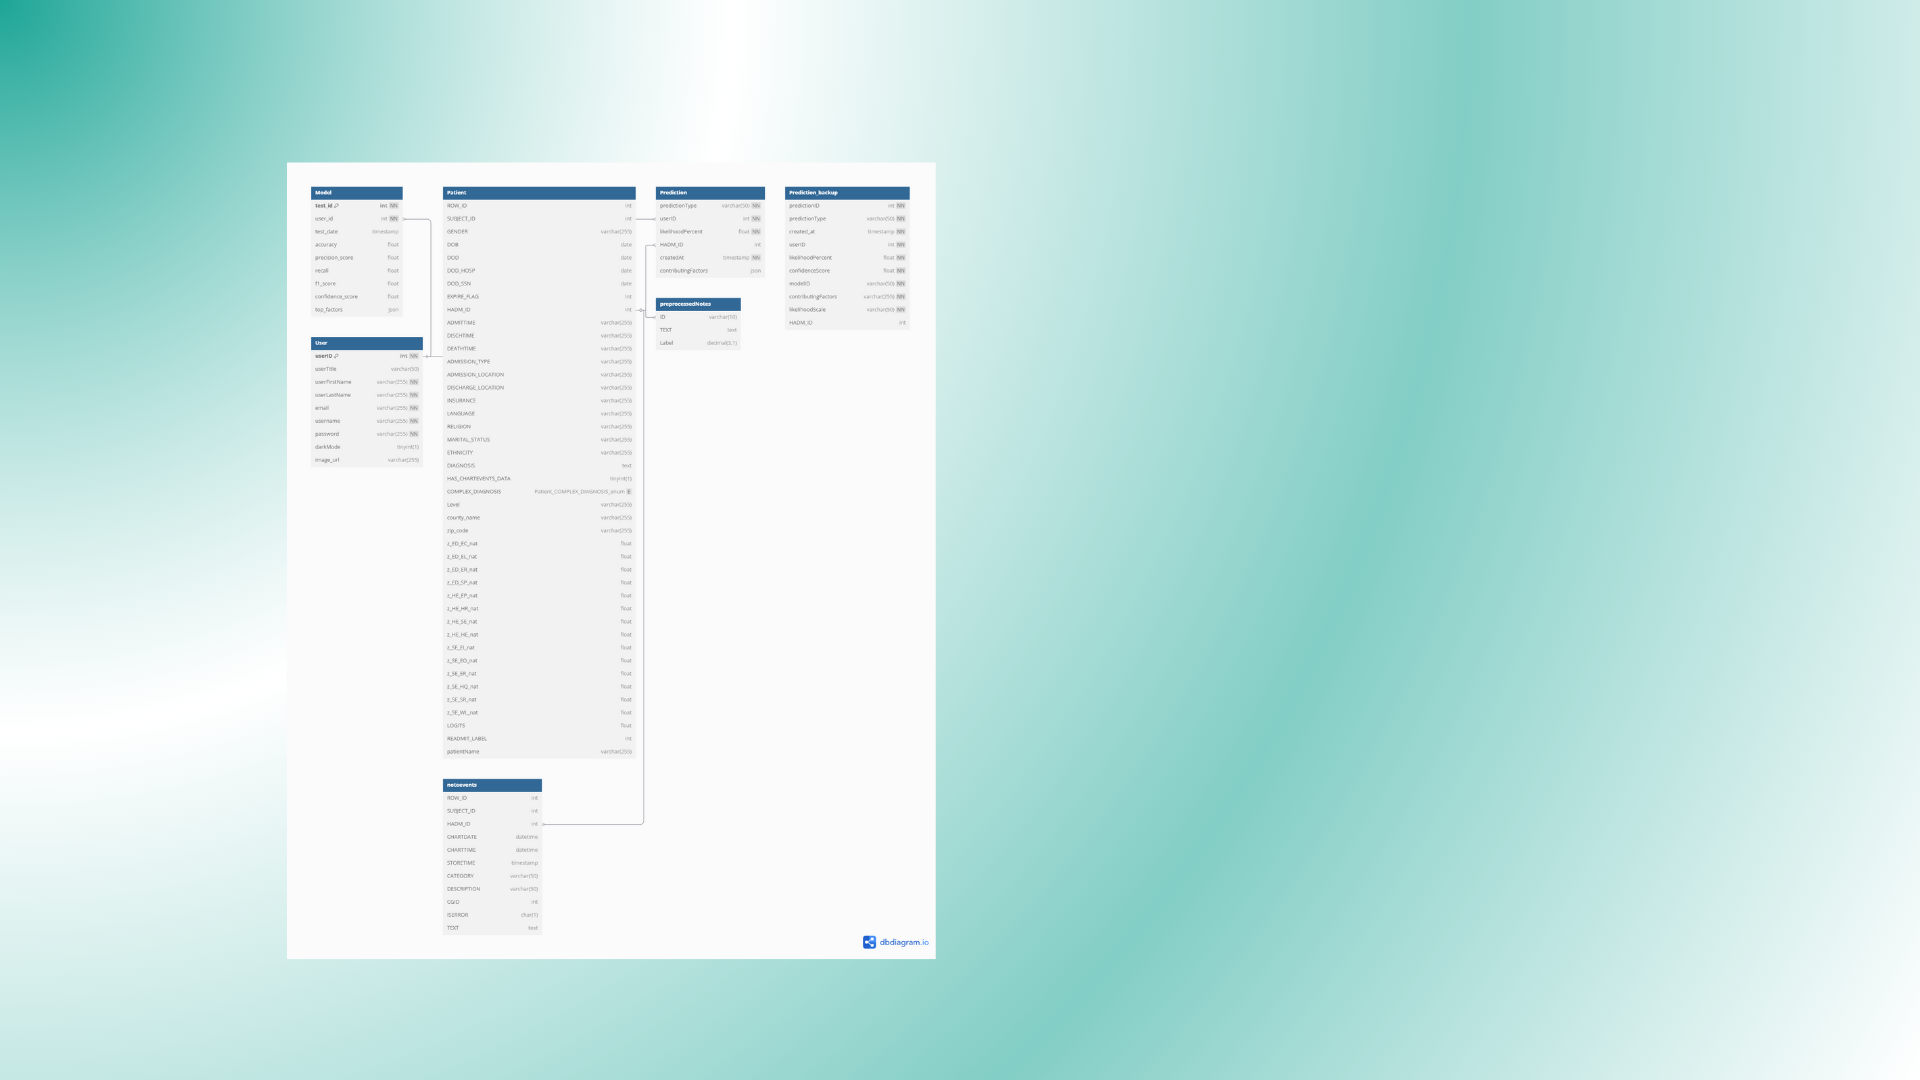 Model
test_id int NN
user_id int NN
test_date timestamp
accuracy float
precision_score float
recall float
f1_score float
confidence_score float
top_factors json
User
userID int NN
userTitle varchar(50)
userFirstName varchar(255) NN
userLastName varchar(255) NN
email varchar(255) NN
username varchar(255) NN
password varchar(255) NN
darkMode tinyint(1)
image_url varchar(255)
Patient
ROW_ID int
SUBJECT_ID int
GENDER varchar(255)
DOB date
DOD date
DOD_HOSP date
DOD_SSN date
EXPIRE_FLAG int
HADM_ID int
ADMITTIME varchar(255)
DISCHTIME varchar(255)
DEATHTIME varchar(255)
ADMISSION_TYPE varchar(255)
ADMISSION_LOCATION varchar(255)
DISCHARGE_LOCATION varchar(255)
INSURANCE varchar(255)
LANGUAGE varchar(255)
RELIGION varchar(255)
MARITAL_STATUS varchar(255)
ETHNICITY varchar(255)
DIAGNOSIS text
HAS_CHARTEVENTS_DATA tinyint(1)
COMPLEX_DIAGNOSIS Patient_COMPLEX_DIAGNOSIS_enum E
Level varchar(255)
county_name varchar(255)
zip_code varchar(255)
z_ED_EC_nat float
z_ED_EL_nat float
z_ED_ER_nat float
z_ED_SP_nat float
z_HE_EP_nat float
z_HE_HR_nat float
z_HE_SE_nat float
z_HE_HE_nat float
z_SE_EI_nat float
z_SE_EO_nat float
z_SE_ER_nat float
z_SE_HQ_nat float
z_SE_SR_nat float
z_SE_WL_nat float
LOGITS float
READMIT_LABEL int
patientName varchar(255)
noteevents
ROW_ID int
SUBJECT_ID int
HADM_ID int
CHARTDATE datetime
CHARTTIME datetime
STORETIME timestamp
CATEGORY varchar(50)
DESCRIPTION varchar(50)
CGID int
ISERROR char(1)
TEXT text
Prediction
predictionType varchar(50) NN
userID int NN
likelihoodPercent float NN
HADM_ID int
createdAt timestamp NN
contributingFactors json
preprocessedNotes
ID varchar(10)
TEXT text
Label decimal(3,1)
Prediction_backup
predictionID int NN
predictionType varchar(50) NN
created_at timestamp NN
userID int NN
likelihoodPercent float NN
confidenceScore float NN
modelID varchar(50) NN
contributingFactors varchar(255) NN
likelihoodScale varchar(50) NN
HADM_ID int
dbdiagram.io